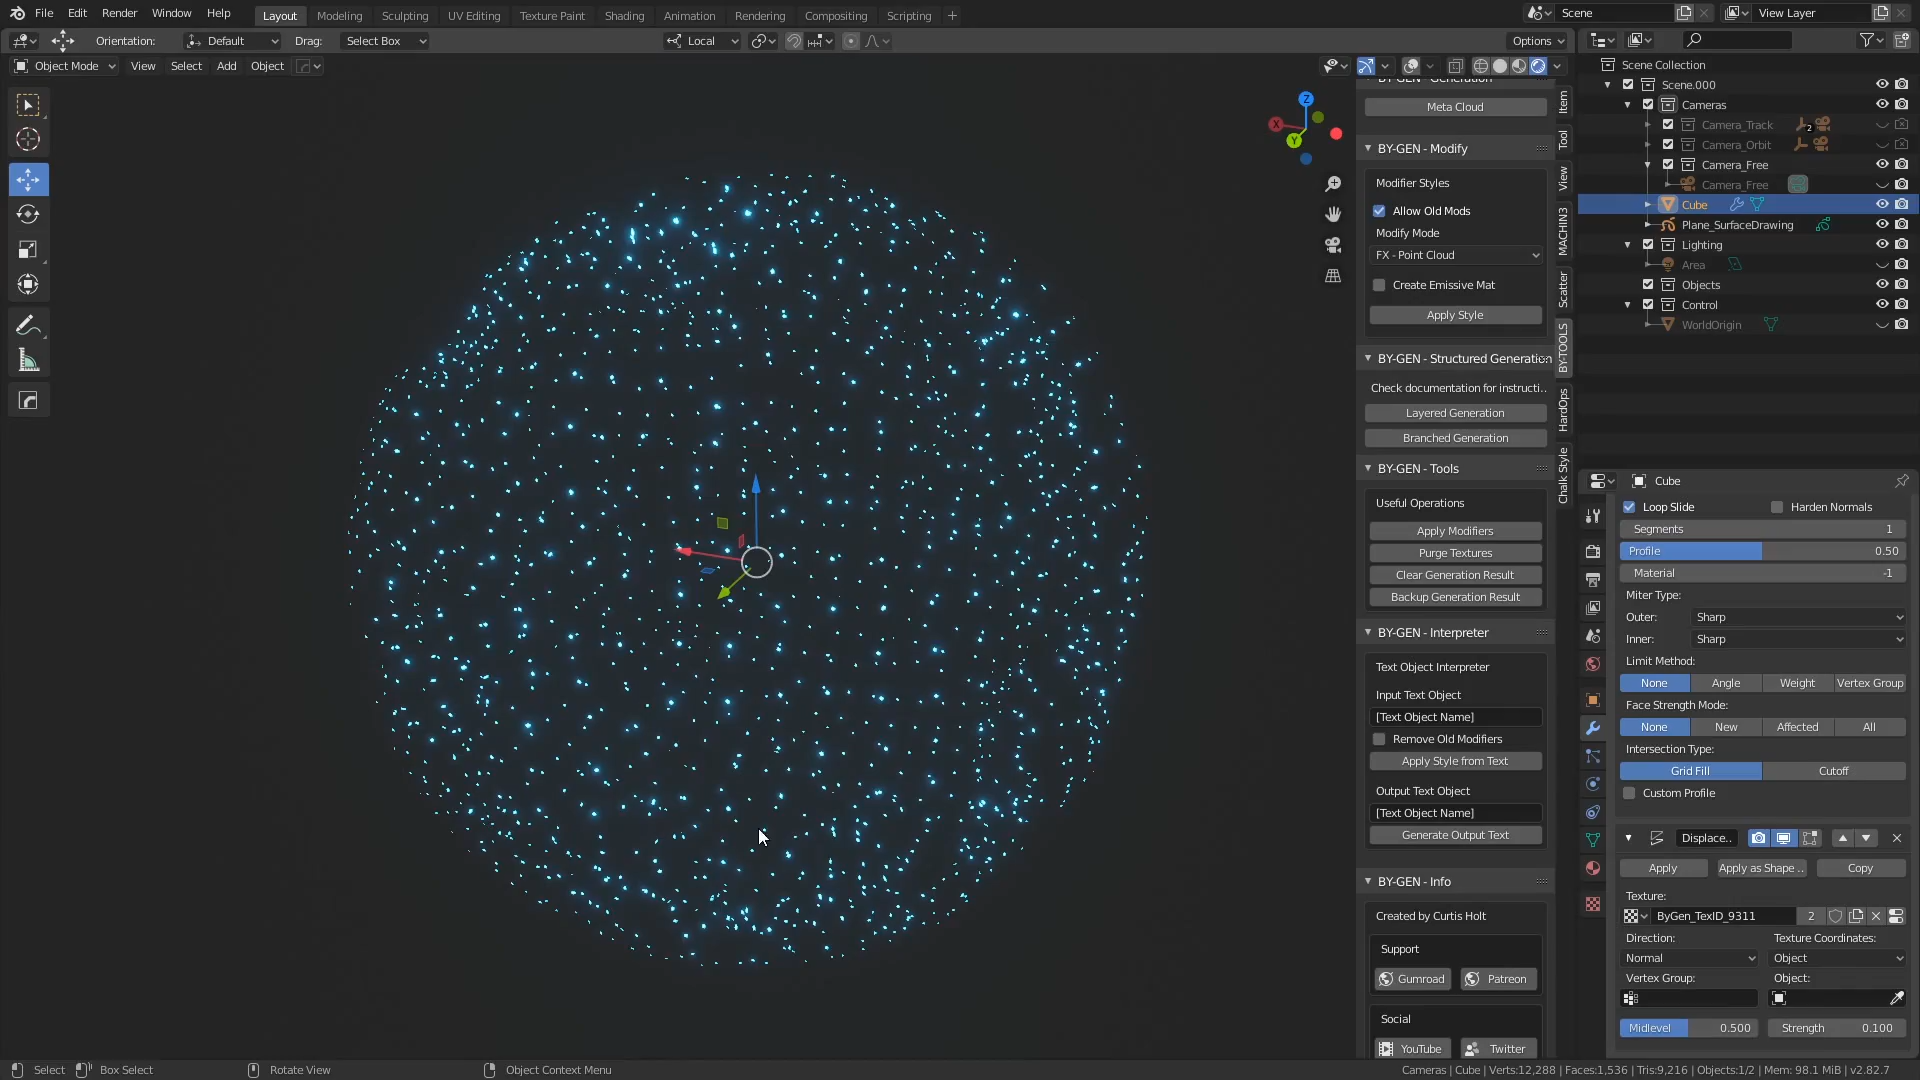 File Edit Render Window Help Layout Modeling Sculpting UV Editing Texture Paint Shading Animation Rendering Compositing Scripting + Scene View Layer
Orientation: Default Drag: Select Box Local Options
Object Mode View Select Add Object
Meta Cloud
BY-GEN - Modify
Modifier Styles
Allow Old Mods
Modify Mode
FX - Point Cloud
Create Emissive Mat
Apply Style
BY-GEN - Structured Generation
Check documentation for instructi..
Layered Generation
Branched Generation
BY-GEN - Tools
Useful Operations
Apply Modifiers
Purge Textures
Clear Generation Result
Backup Generation Result
BY-GEN - Interpreter
Text Object Interpreter
Input Text Object
[Text Object Name]
Remove Old Modifiers
Apply Style from Text
Output Text Object
[Text Object Name]
Generate Output Text
BY-GEN - Info
Created by Curtis Holt
Support
Gumroad Patreon
Social
YouTube Twitter
Item
Tool
View
MACHIN3
Scatter
BY-TOOLS
HardOps
Chalk Style
Z
X
Y
Scene Collection
Scene.000
Cameras
Camera_Track 2
Camera_Orbit
Camera_Free
Camera_Free
Cube
Plane_SurfaceDrawing
Lighting
Area
Objects
Control
WorldOrigin
Cube
Loop Slide Harden Normals
Segments 1
Profile 0.50
Material -1
Miter Type:
Outer: Sharp
Inner: Sharp
Limit Method:
None Angle Weight Vertex Group
Face Strength Mode:
None New Affected All
Intersection Type:
Grid Fill Cutoff
Custom Profile
Displace..
Apply Apply as Shape .. Copy
Texture:
ByGen_TexID_9311 2
Direction: Texture Coordinates:
Normal Object
Vertex Group: Object:
Midlevel 0.500 Strength 0.100
Select Box Select Rotate View Object Context Menu Cameras | Cube | Verts:12,288 | Faces:1,536 | Tris:9,216 | Objects:1/2 | Mem: 98.1 MiB | v2.82.7